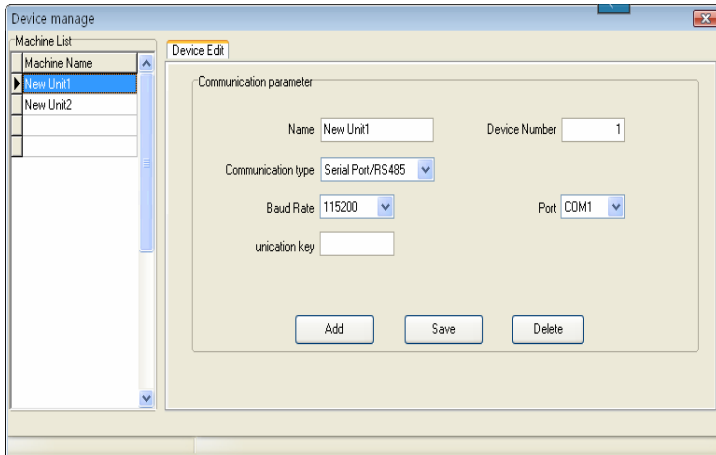 Device manage
Machine List
Machine Name
New Unit1
New Unit2
Device Edit
Communication parameter
Name New Unit1 Device Number 1
Communication type Serial Port/RS485
Baud Rate 115200 Port COM1
unication key
Add Save Delete